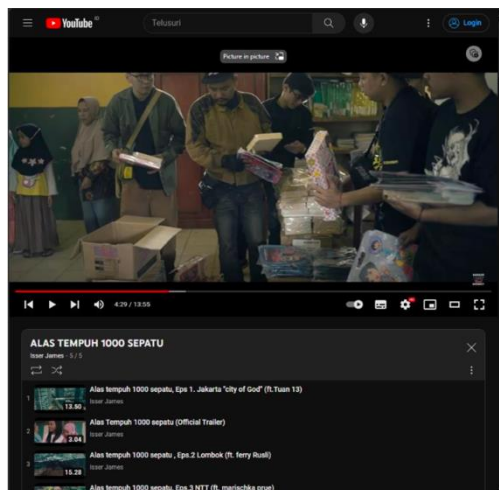 YouTube ID
Telusuri
Login
Picture in picture
4:29 / 13:55
ALAS TEMPUH 1000 SEPATU
Isser James - 5 / 5
1
13.50
Alas tempuh 1000 sepatu, Eps 1. Jakarta "city of God" (ft.Tuan 13)
Isser James
2
3.04
Alas Tempuh 1000 sepatu (Official Trailer)
Isser James
3
15.28
Alas tempuh 1000 sepatu , Eps.2 Lombok (ft. ferry Rusli)
Isser James
Alas tempuh 1000 sepatu, Eps.3 NTT (ft. marischka prue)